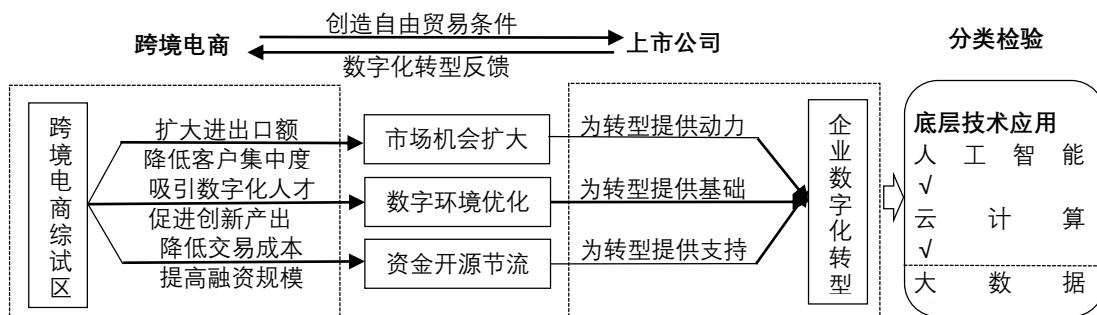 创造自由贸易条件
跨境电商
上市公司
分类检验
数字化转型反馈
跨境电商综试区
扩大进出口额
降低客户集中度
吸引数字化人才
促进创新产出
降低交易成本
提高融资规模
市场机会扩大
数字环境优化
资金开源节流
为转型提供动力
为转型提供基础
为转型提供支持
企业数字化转型
底层技术应用
人工智能
√
云计算
√
大数据